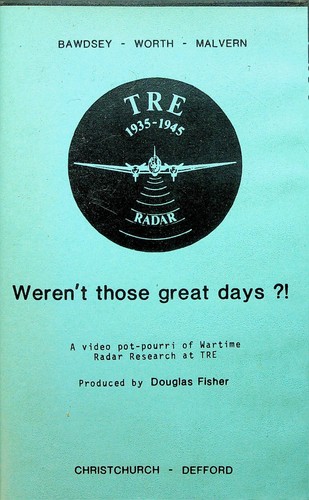 BAWDSEY - WORTH - MALVERN
TRE
1935-1945
RADAR
Weren't those great days ?!
A video pot-pourri of Wartime
Radar Research at TRE
Produced by Douglas Fisher
CHRISTCHURCH - DEFFORD